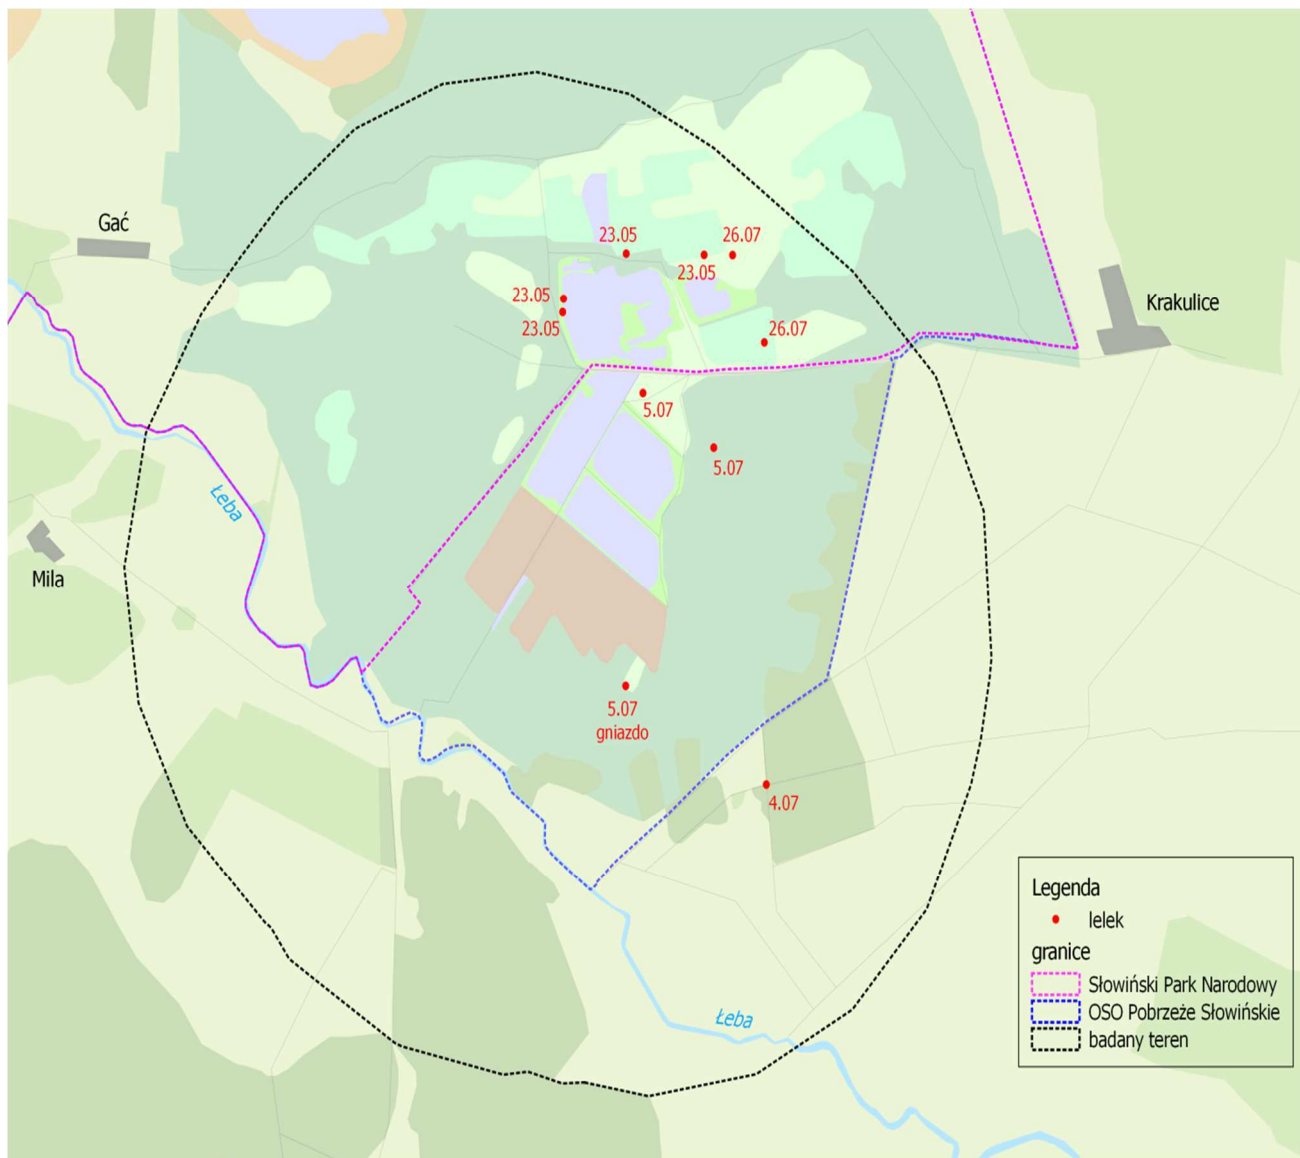 Gać
23.05
26.07
23.05
23.05
23.05
Krakulice
26.07
5.07
5.07
Łeba
Mila
5.07
gniazdo
4.07
Łeba
Legenda
lelek
granice
Słowiński Park Narodowy
OSO Pobrzeże Słowińskie
badany teren